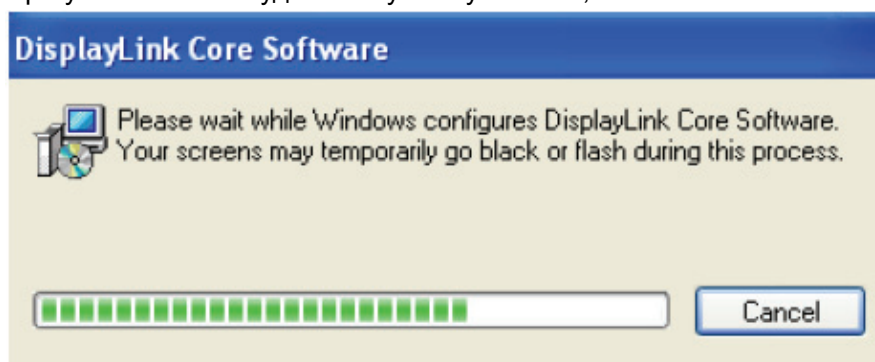 DisplayLink Core Software
Please wait while Windows configures DisplayLink Core Software.
Your screens may temporarily go black or flash during this process.
Cancel